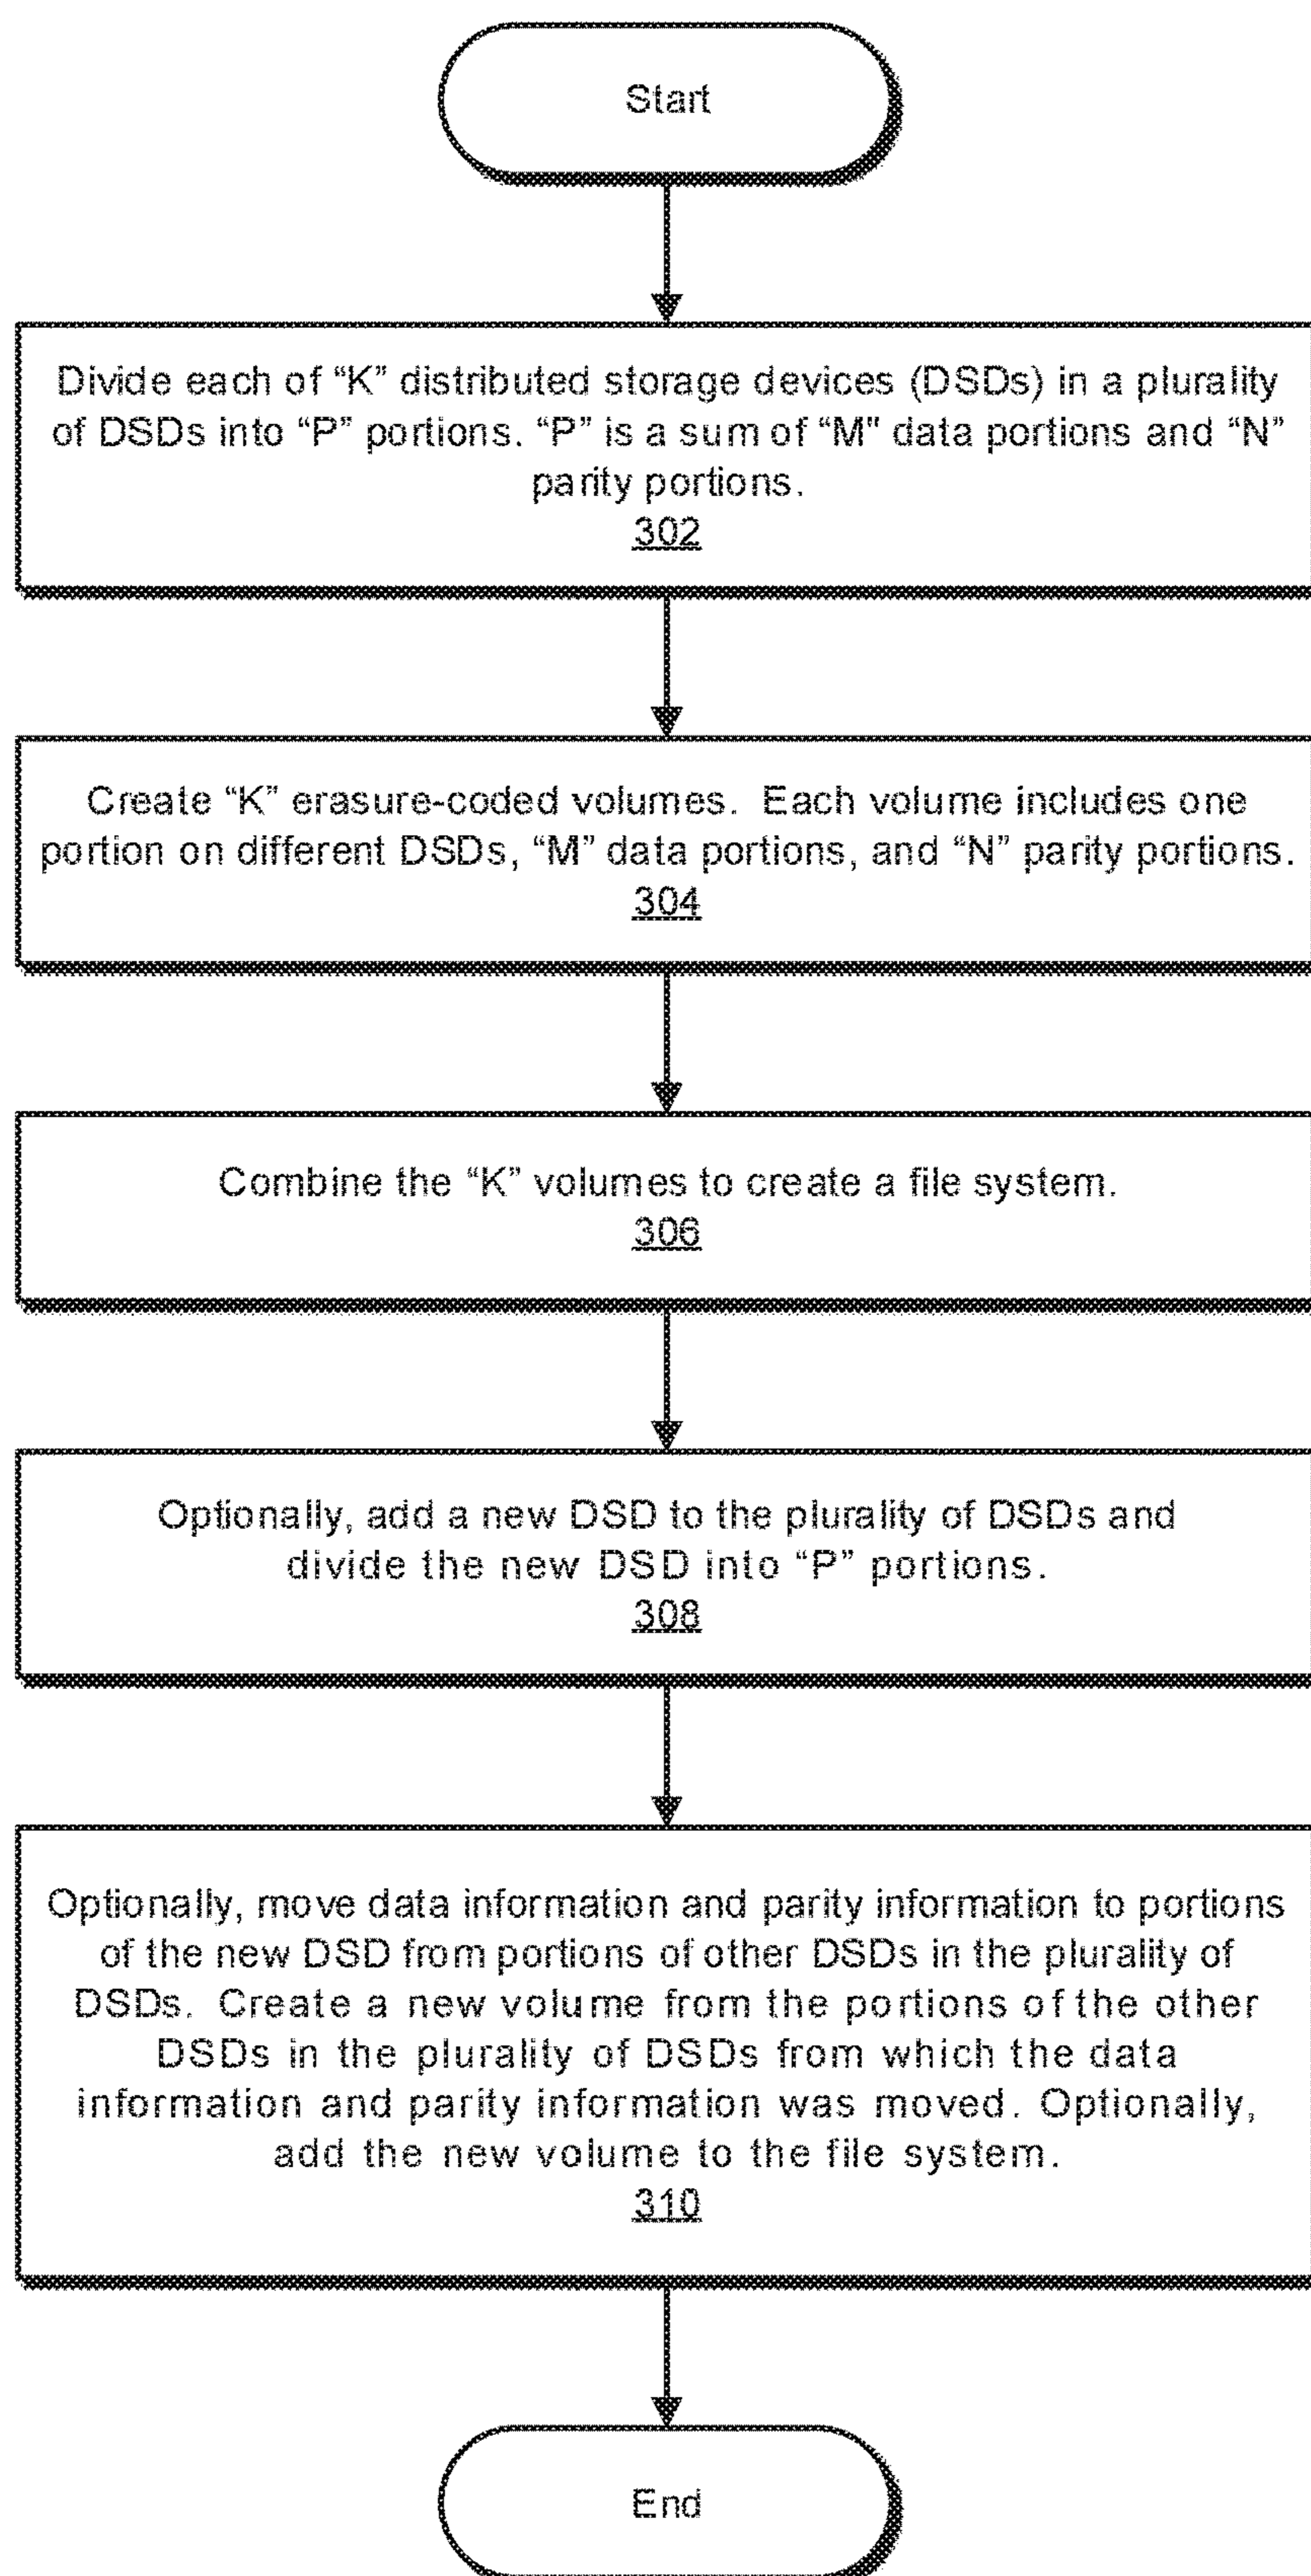 Start
Divide each of “K” distributed storage devices (DSDs) in a plurality
of DSDs into “P” portions. “P” is a sum of “M” data portions and “N”
parity portions.
302
Create “K” erasure-coded volumes. Each volume includes one
portion on different DSDs, “M” data portions, and “N” parity portions.
304
Combine the “K” volumes to create a file system.
306
Optionally, add a new DSD to the plurality of DSDs and
divide the new DSD into “P” portions.
308
Optionally, move data information and parity information to portions
of the new DSD from portions of other DSDs in the plurality of
DSDs. Create a new volume from the portions of the other
DSDs in the plurality of DSDs from which the data
information and parity information was moved. Optionally,
add the new volume to the file system.
310
End